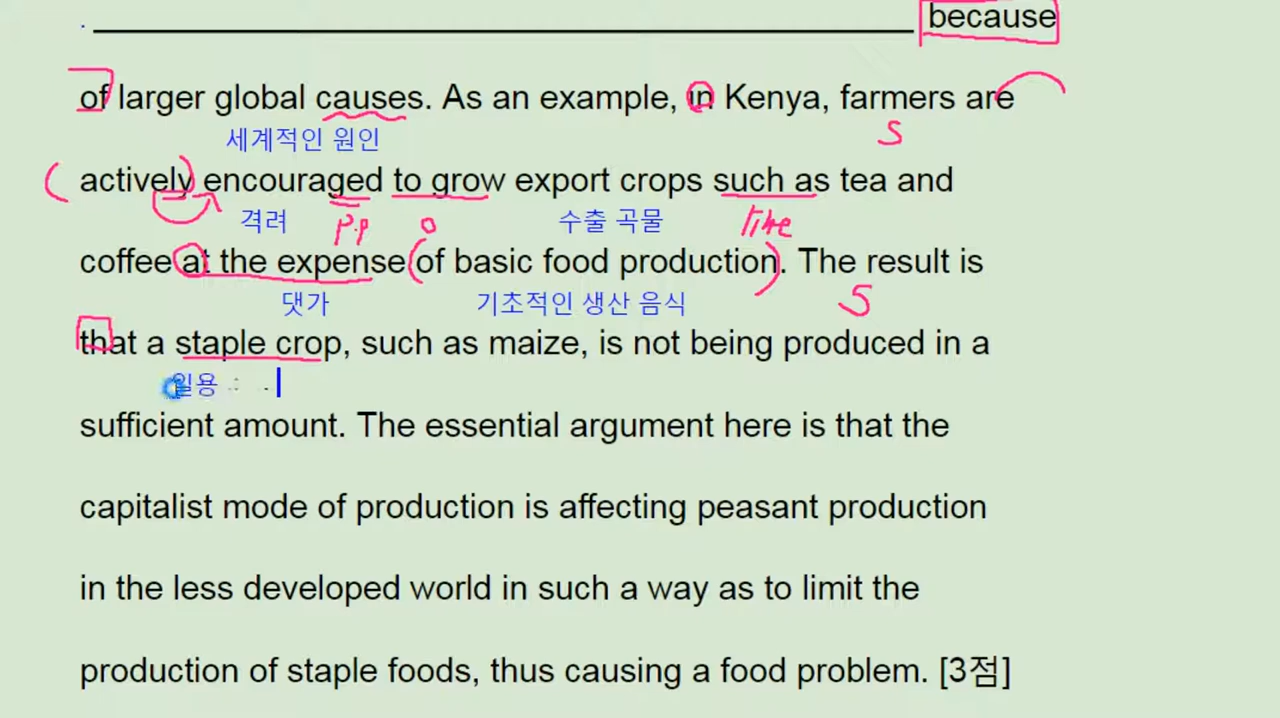 because
of larger global causes. As an example, in Kenya, farmers are
세계적인 원인
S
actively encouraged to grow export crops such as tea and
격려 p.p o 수출 곡물 like
coffee at the expense of basic food production. The result is
댓가 기초적인 생산 음식 S
that a staple crop, such as maize, is not being produced in a
일용
sufficient amount. The essential argument here is that the
capitalist mode of production is affecting peasant production
in the less developed world in such a way as to limit the
production of staple foods, thus causing a food problem. [3점]